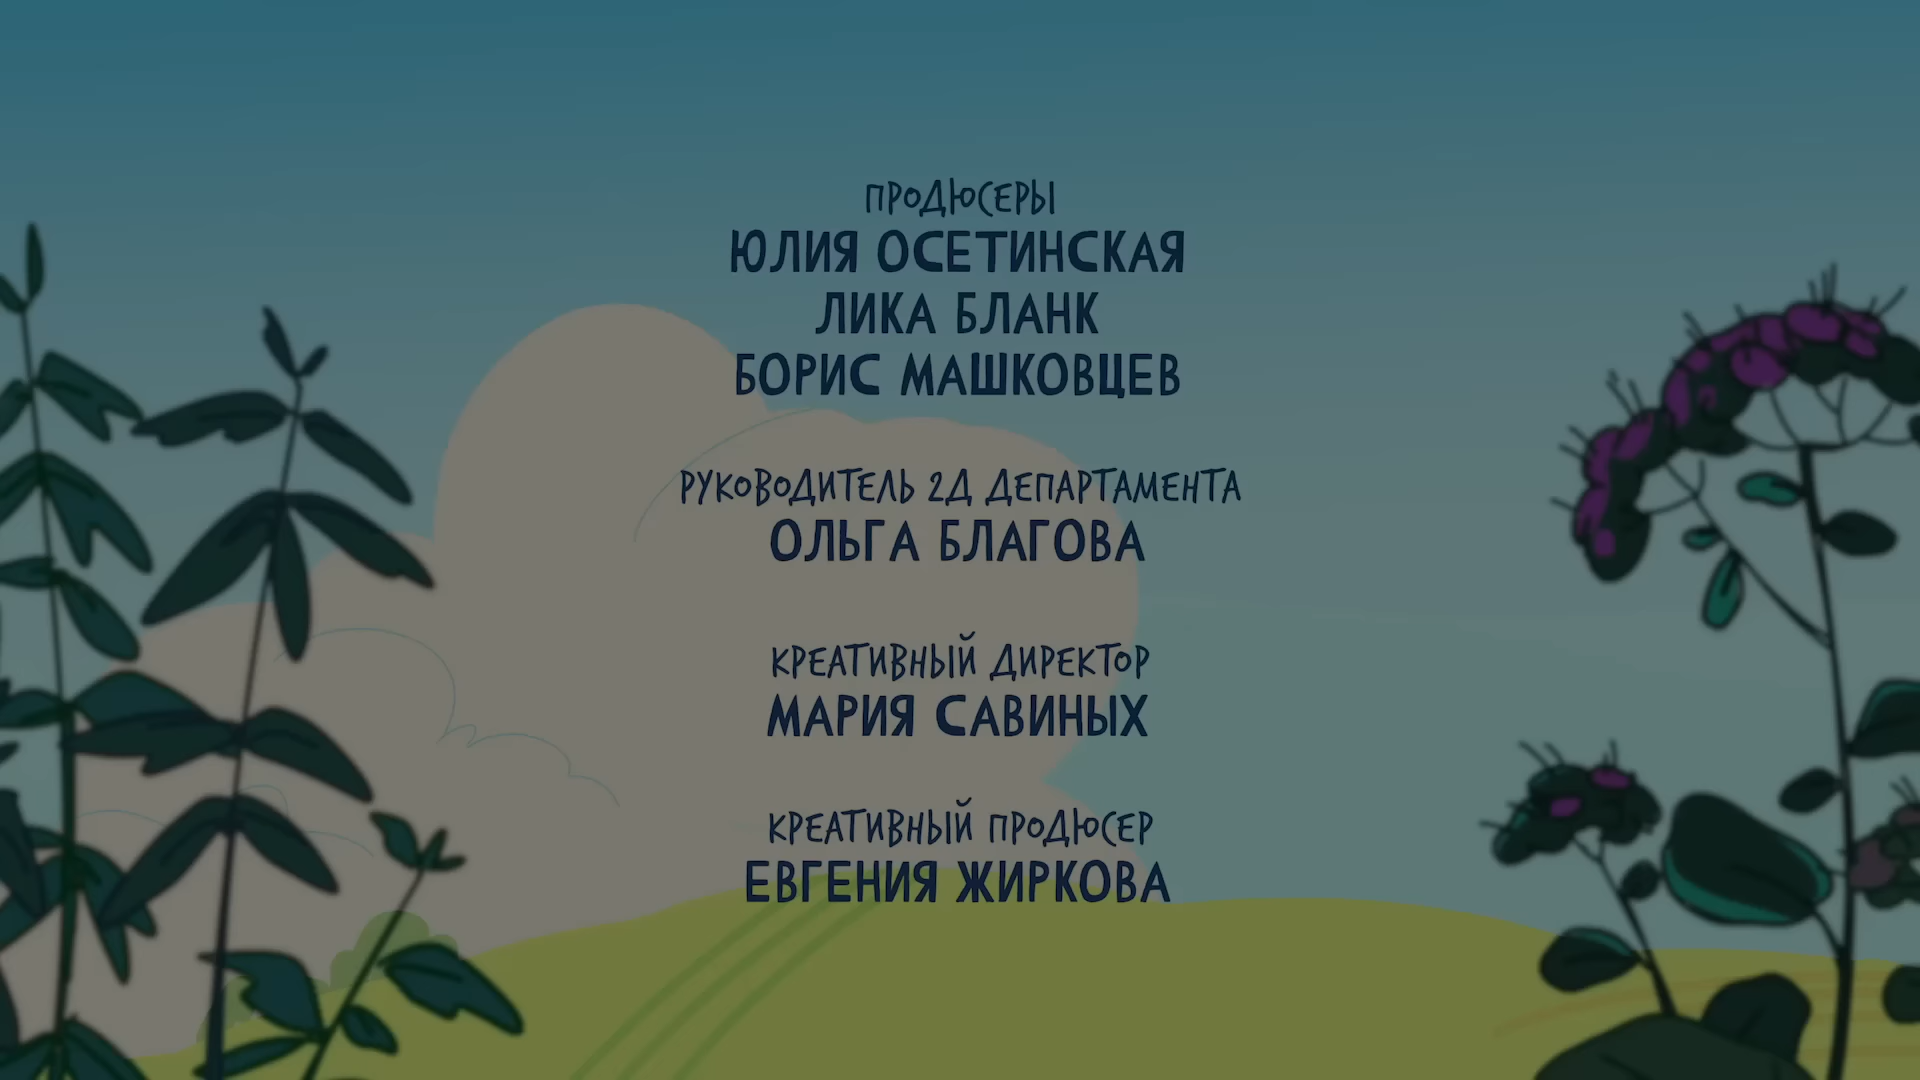 ПРОДЮСЕРЫ
ЮЛИЯ ОСЕТИНСКАЯ
ЛИКА БЛАНК
БОРИС МАШКОВЦЕВ
РУКОВОДИТЕЛЬ 2Д ДЕПАРТАМЕНТА
ОЛЬГА БЛАГОВА
КРЕАТИВНЫЙ ДИРЕКТОР
МАРИЯ САВИНЫХ
КРЕАТИВНЫЙ ПРОДЮСЕР
ЕВГЕНИЯ ЖИРКОВА